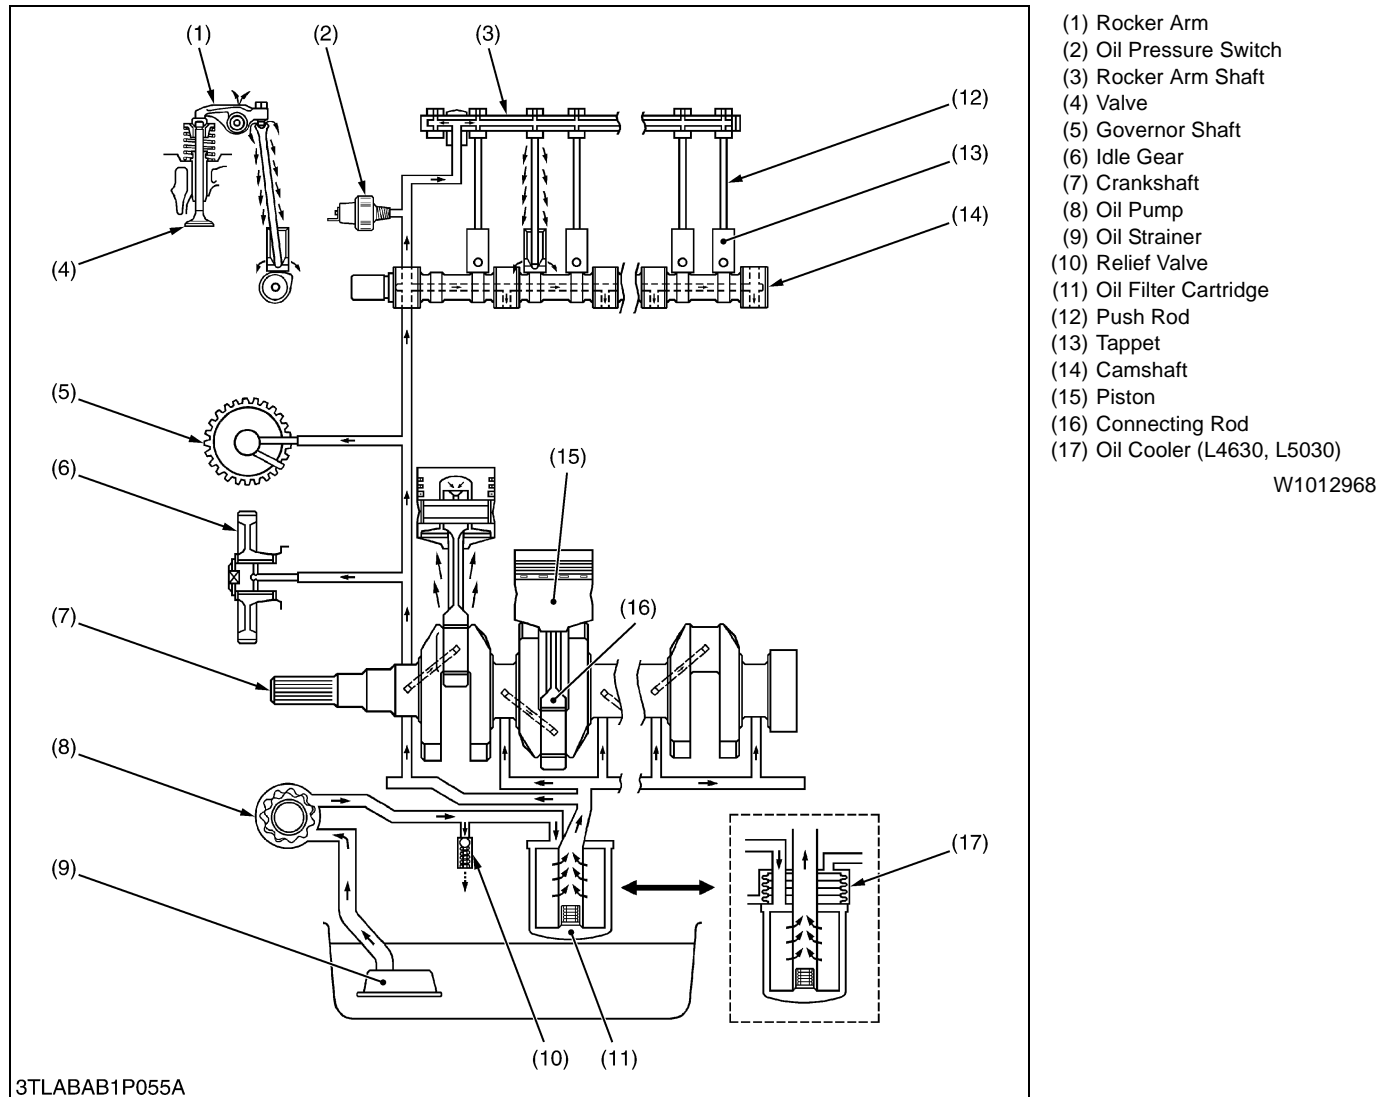 (1)
(2)
(3)
(12)
(13)
(14)
(4)
(5)
(15)
(6)
(16)
(7)
(8)
(17)
(9)
(10)
(11)
3TLABAB1P055A
(1) Rocker Arm
(2) Oil Pressure Switch
(3) Rocker Arm Shaft
(4) Valve
(5) Governor Shaft
(6) Idle Gear
(7) Crankshaft
(8) Oil Pump
(9) Oil Strainer
(10) Relief Valve
(11) Oil Filter Cartridge
(12) Push Rod
(13) Tappet
(14) Camshaft
(15) Piston
(16) Connecting Rod
(17) Oil Cooler (L4630, L5030)
W1012968